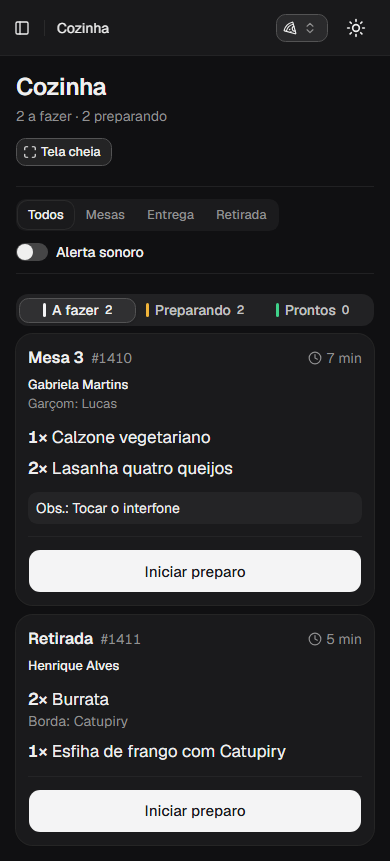 Cozinha
Cozinha
2 a fazer · 2 preparando
Tela cheia
Todos Mesas Entrega Retirada
Alerta sonoro
A fazer 2 Preparando 2 Prontos 0
Mesa 3 #1410 7 min
Gabriela Martins
Garçom: Lucas
1× Calzone vegetariano
2× Lasanha quatro queijos
Obs.: Tocar o interfone
Iniciar preparo
Retirada #1411 5 min
Henrique Alves
2× Burrata
Borda: Catupiry
1× Esfiha de frango com Catupiry
Iniciar preparo